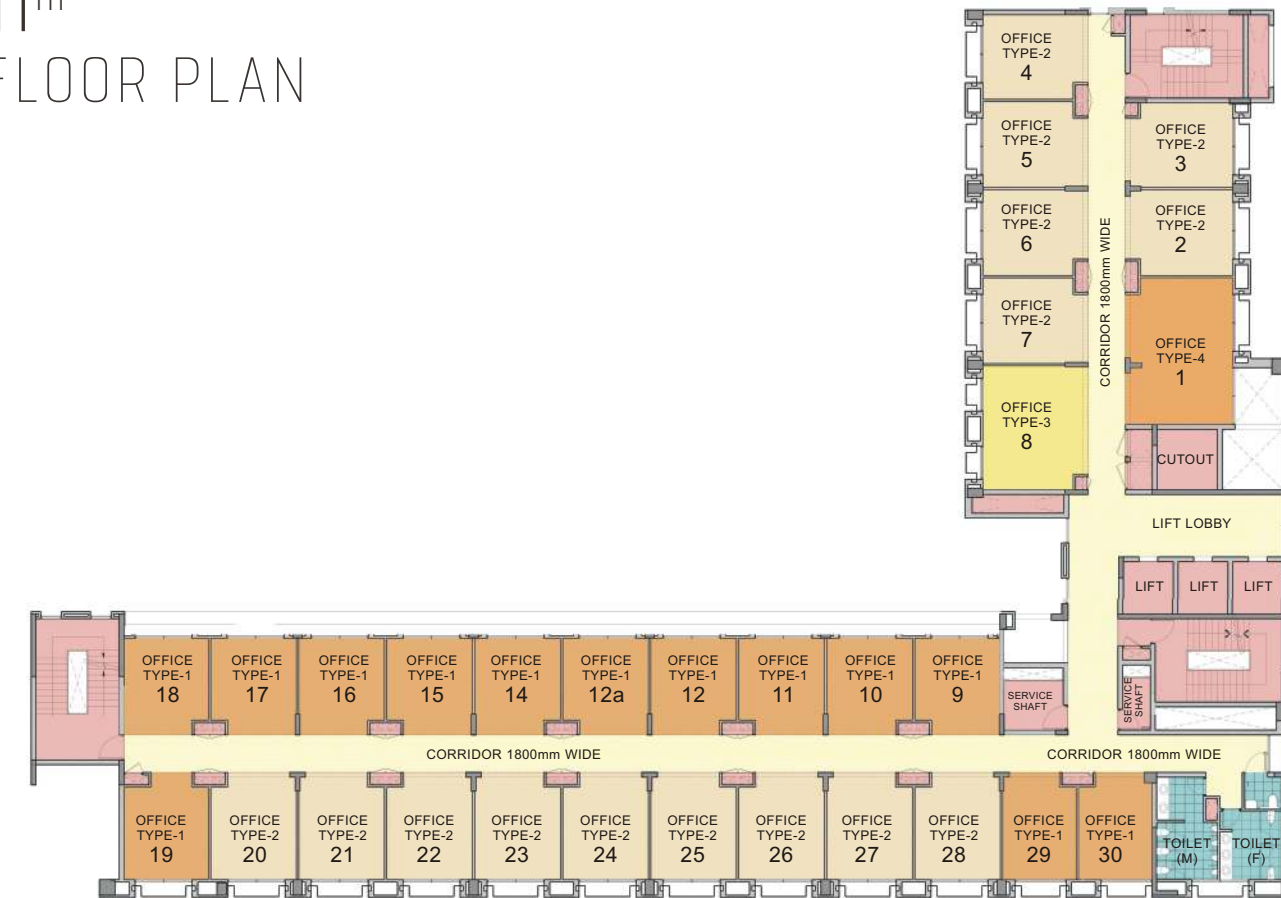 FLOOR PLAN
OFFICE
TYPE-2
4
OFFICE
TYPE-2
5
OFFICE
TYPE-2
3
OFFICE
TYPE-2
6
OFFICE
TYPE-2
2
CORRIDOR 1800mm WIDE
OFFICE
TYPE-2
7
OFFICE
TYPE-4
1
OFFICE
TYPE-3
8
CUTOUT
LIFT LOBBY
LIFT
LIFT
LIFT
OFFICE
TYPE-1
18
OFFICE
TYPE-1
17
OFFICE
TYPE-1
16
OFFICE
TYPE-1
15
OFFICE
TYPE-1
14
OFFICE
TYPE-1
12a
OFFICE
TYPE-1
12
OFFICE
TYPE-1
11
OFFICE
TYPE-1
10
OFFICE
TYPE-1
9
SERVICE
SHAFT
SERVICE
SHAFT
CORRIDOR 1800mm WIDE
CORRIDOR 1800mm WIDE
OFFICE
TYPE-1
19
OFFICE
TYPE-2
20
OFFICE
TYPE-2
21
OFFICE
TYPE-2
22
OFFICE
TYPE-2
23
OFFICE
TYPE-2
24
OFFICE
TYPE-2
25
OFFICE
TYPE-2
26
OFFICE
TYPE-2
27
OFFICE
TYPE-2
28
OFFICE
TYPE-1
29
OFFICE
TYPE-1
30
TOILET
(M)
TOILET
(F)